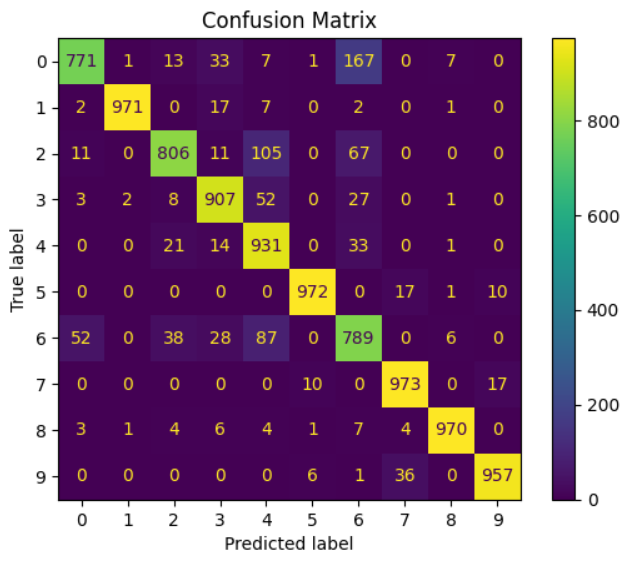 Confusion Matrix
0 771 1 13 33 7 1 167 0 7 0
1 2 971 0 17 7 0 2 0 1 0
2 11 0 806 11 105 0 67 0 0 0
3 3 2 8 907 52 0 27 0 1 0
4 0 0 21 14 931 0 33 0 1 0
5 0 0 0 0 0 972 0 17 1 10
6 52 0 38 28 87 0 789 0 6 0
7 0 0 0 0 0 10 0 973 0 17
8 3 1 4 6 4 1 7 4 970 0
9 0 0 0 0 0 6 1 36 0 957
0 1 2 3 4 5 6 7 8 9
Predicted label
True label
800
600
400
200
0